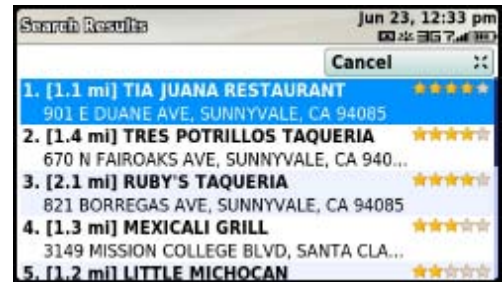 Search Results
Jun 23, 12:33 pm
3G
Cancel
1. [1.1 mi] TIA JUANA RESTAURANT
901 E DUANE AVE, SUNNYVALE, CA 94085
2. [1.4 mi] TRES POTRILLOS TAQUERIA
670 N FAIROAKS AVE, SUNNYVALE, CA 940...
3. [2.1 mi] RUBY'S TAQUERIA
821 BORREGAS AVE, SUNNYVALE, CA 94085
4. [1.3 mi] MEXICALI GRILL
3149 MISSION COLLEGE BLVD, SANTA CLA...
5. [1.2 mi] LITTLE MICHOCAN